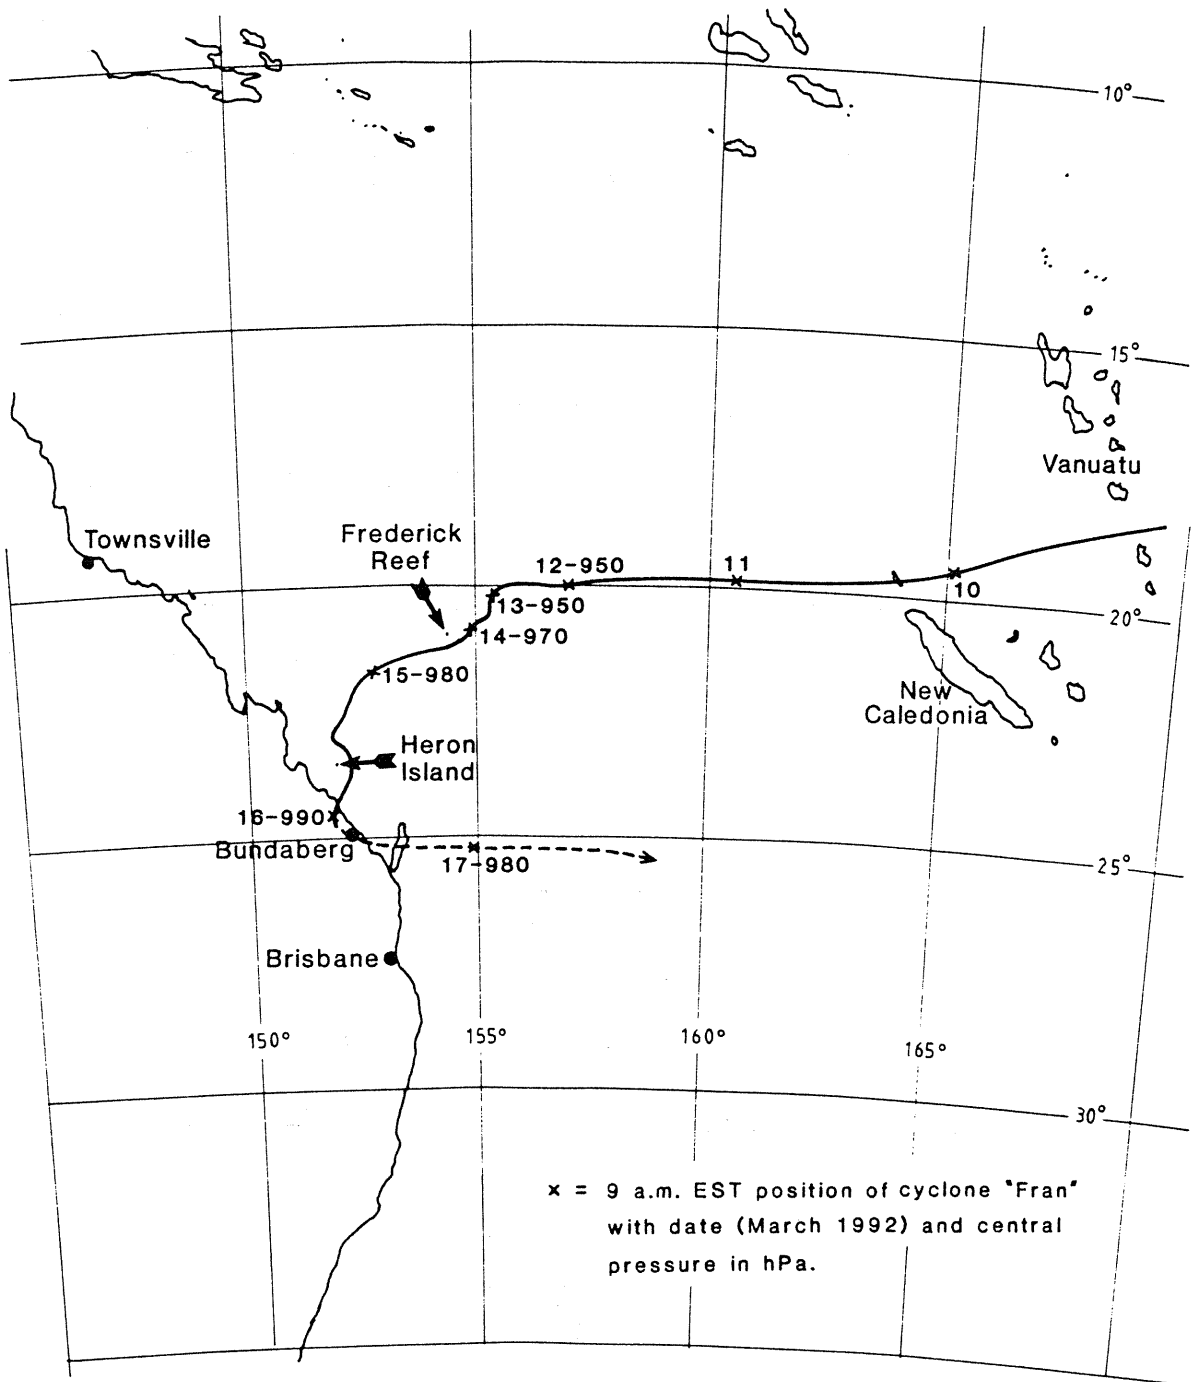 10°
15°
Vanuatu
Townsville
Frederick
Reef
12-950
11
10
13-950
20°
14-970
15-980
New
Caledonia
Heron
Island
16-990
Bundaberg
17-980
25°
Brisbane
150°
155°
160°
165°
30°
x = 9 a.m. EST position of cyclone "Fran"
with date (March 1992) and central
pressure in hPa.